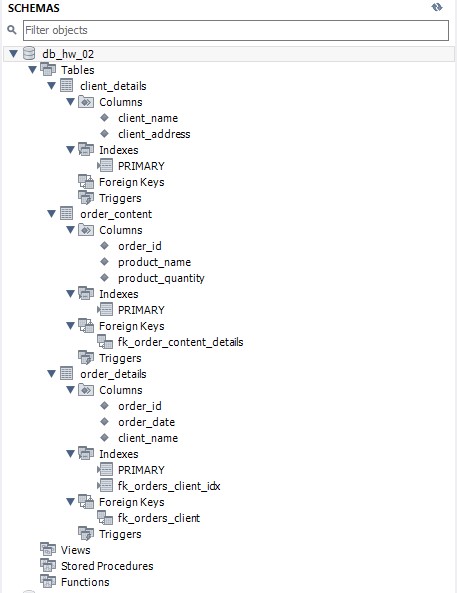 SCHEMAS
Filter objects
db_hw_02
Tables
client_details
Columns
client_name
client_address
Indexes
PRIMARY
Foreign Keys
Triggers
order_content
Columns
order_id
product_name
product_quantity
Indexes
PRIMARY
Foreign Keys
fk_order_content_details
Triggers
order_details
Columns
order_id
order_date
client_name
Indexes
PRIMARY
fk_orders_client_idx
Foreign Keys
fk_orders_client
Triggers
Views
Stored Procedures
Functions